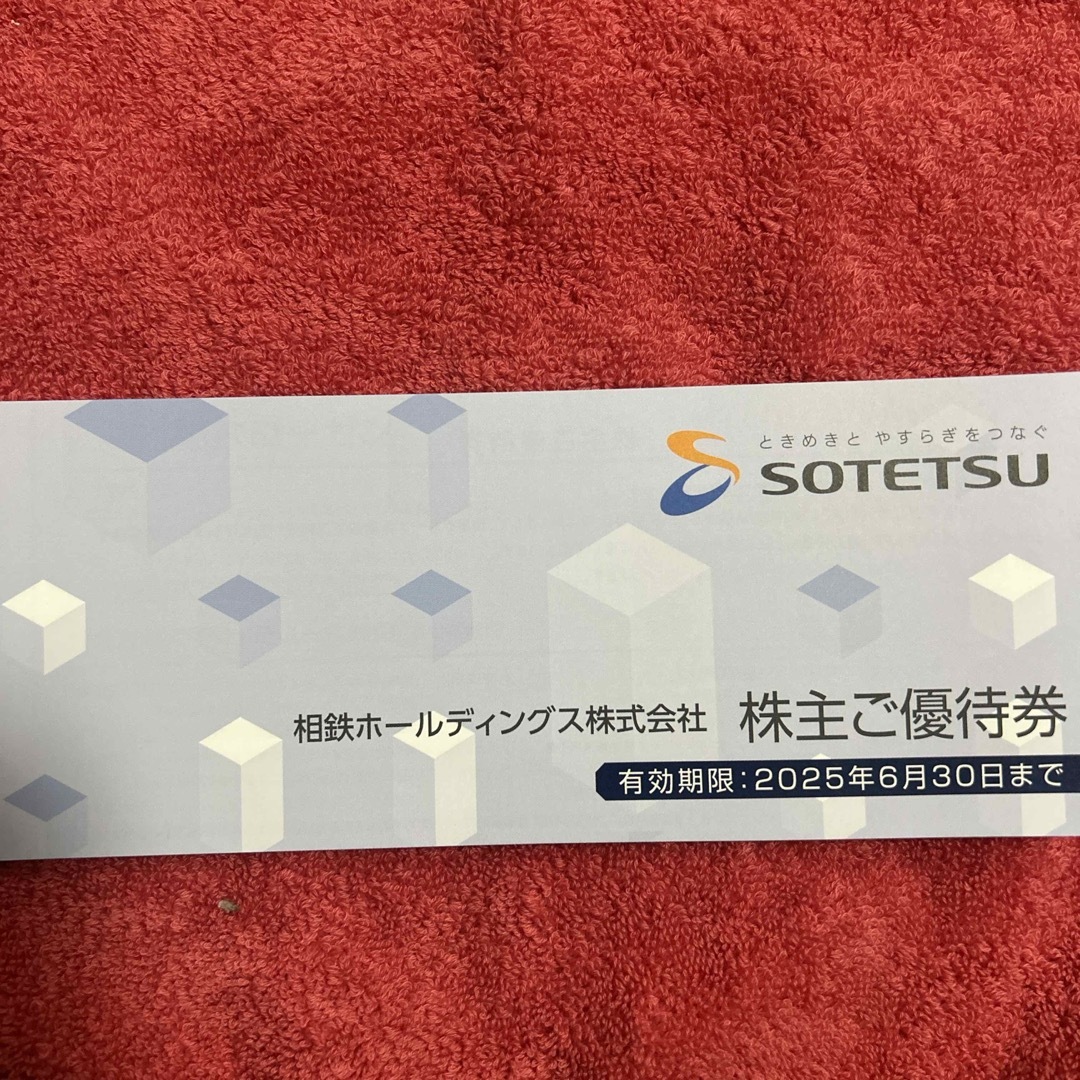 ときめきと やすらぎをつなぐ
SOTETSU
相鉄ホールディングス株式会社 株主ご優待券
有効期限:2025年6月30日まで